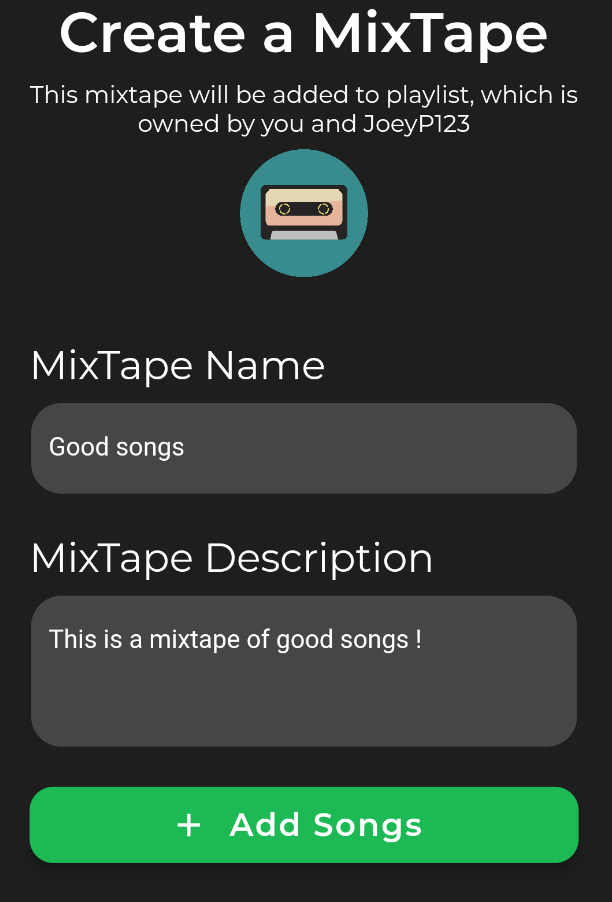 Create a MixTape
This mixtape will be added to playlist, which is
owned by you and JoeyP123
MixTape Name
Good songs
MixTape Description
This is a mixtape of good songs !
+ Add Songs